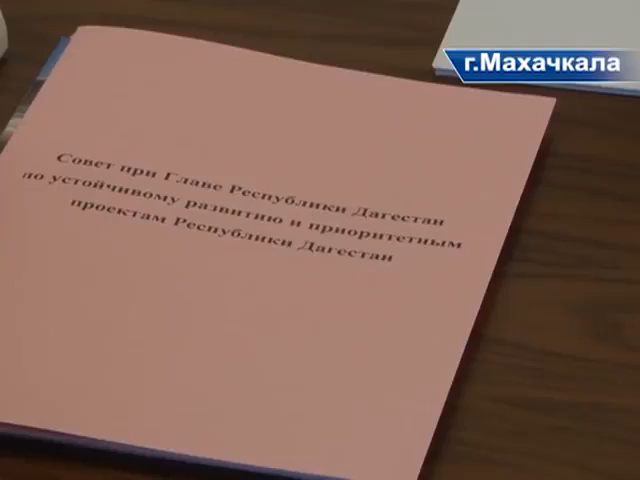 г.Махачкала
Совет при Главе Республики Дагестан
по устойчивому развитию и приоритетным
проектам Республики Дагестан